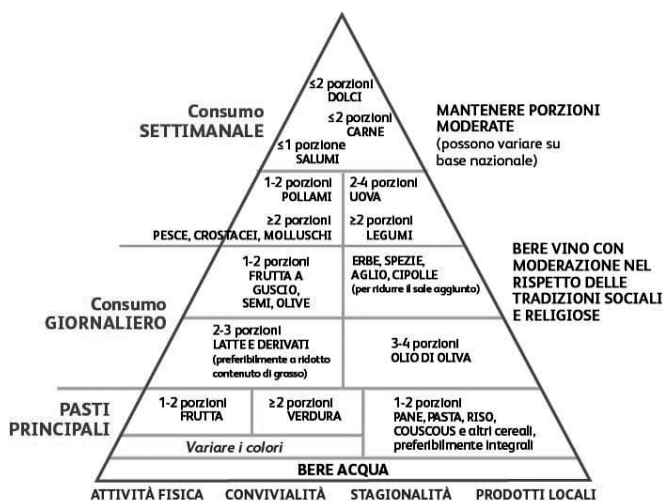 ≤2 porzioni
DOLCI
≤2 porzioni
CARNE
≤1 porzione
SALUMI
Consumo
SETTIMANALE
MANTENERE PORZIONI
MODERATE
(possono variare su
base nazionale)
1-2 porzioni
POLLAMI
2-4 porzioni
UOVA
≥2 porzioni
PESCE, CROSTACEI, MOLLUSCHI
≥2 porzioni
LEGUMI
BERE VINO CON
MODERAZIONE NEL
RISPETTO DELLE
TRADIZIONI SOCIALI
E RELIGIOSE
Consumo
GIORNALIERO
1-2 porzioni
FRUTTA A
GUSCIO,
SEMI, OLIVE
ERBE, SPEZIE,
AGLIO, CIPOLLE
(per ridurre il sale aggiunto)
2-3 porzioni
LATTE E DERIVATI
(preferibilmente a ridotto
contenuto di grasso)
3-4 porzioni
OLIO DI OLIVA
PASTI
PRINCIPALI
1-2 porzioni
FRUTTA
≥2 porzioni
VERDURA
Variare i colori
1-2 porzioni
PANE, PASTA, RISO,
COUSCOUS e altri cereali,
preferibilmente integrali
BERE ACQUA
ATTIVITÀ FISICA CONVIVIALITÀ STAGIONALITÀ PRODOTTI LOCALI